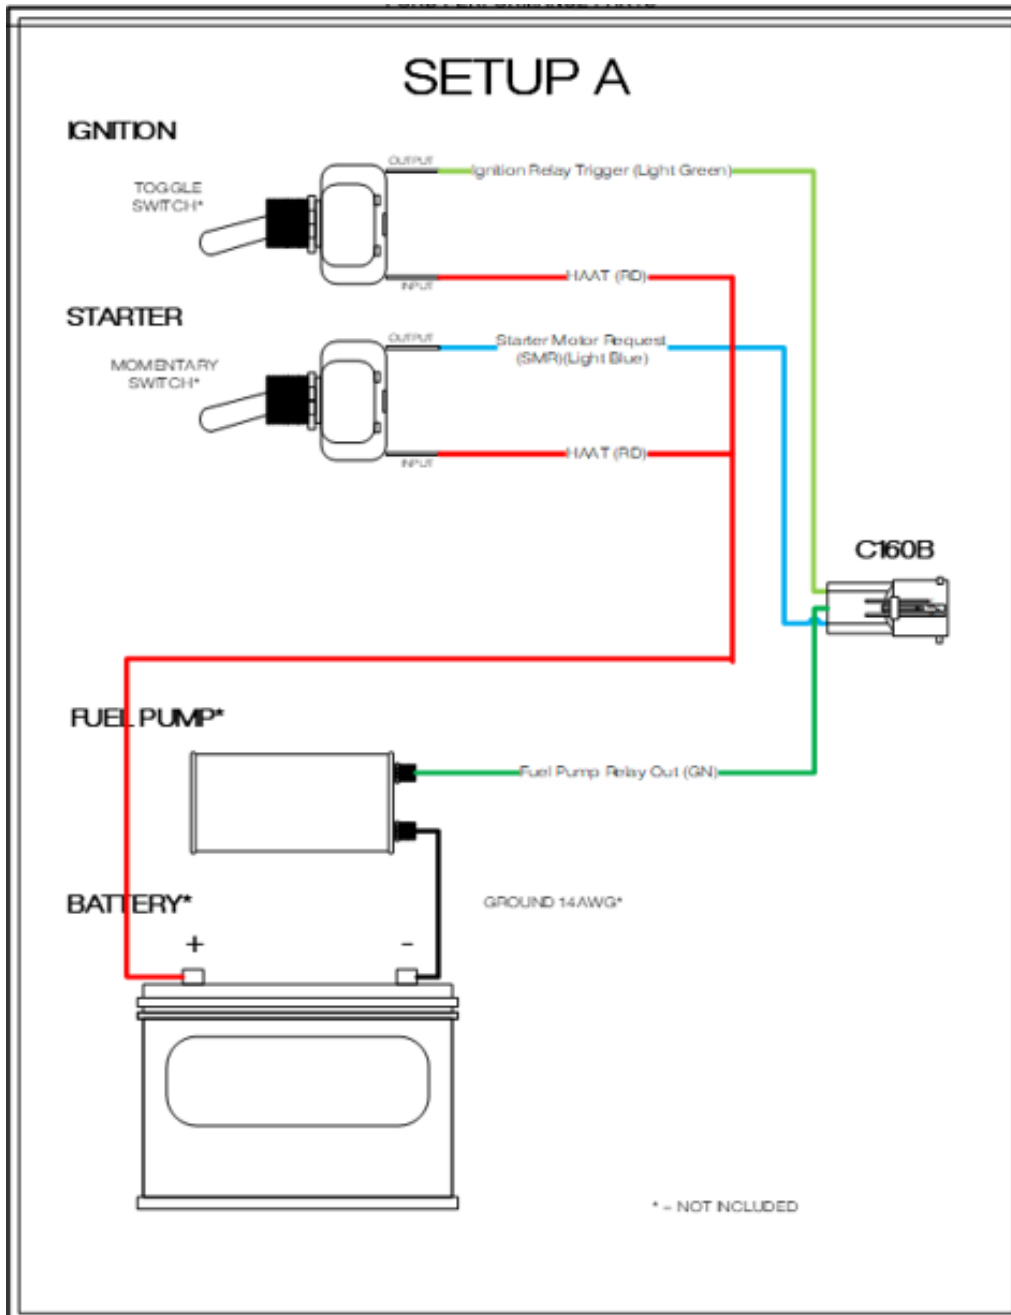 SETUP A
IGNITION
TOGGLE
SWITCH*
OUTPUT
Ignition Relay Trigger (Light Green)
INPUT
HAAT (RD)
STARTER
MOMENTARY
SWITCH*
OUTPUT
Starter Motor Request
(SMR)(Light Blue)
INPUT
HAAT (RD)
C160B
FUEL PUMP*
Fuel Pump Relay Out (GN)
BATTERY*
GROUND 14AWG*
+
-
* - NOT INCLUDED